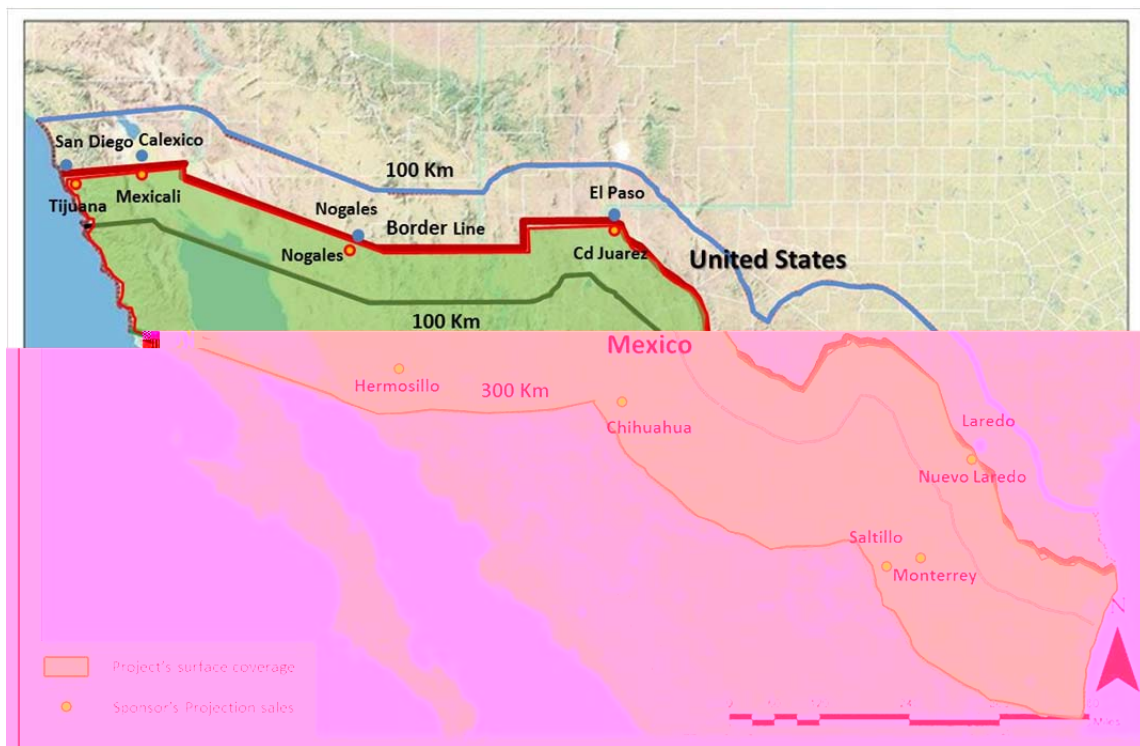 100 Km
San Diego
Calexico
Mexicali
Tijuana
El Paso
Nogales
Border Line
Nogales
Cd Juarez
United States
100 Km
Mexico
Hermosillo
300 Km
Chihuahua
Laredo
Nuevo Laredo
Saltillo
Monterrey
N
Project's surface coverage
Sponsor's Projection sales
Miles